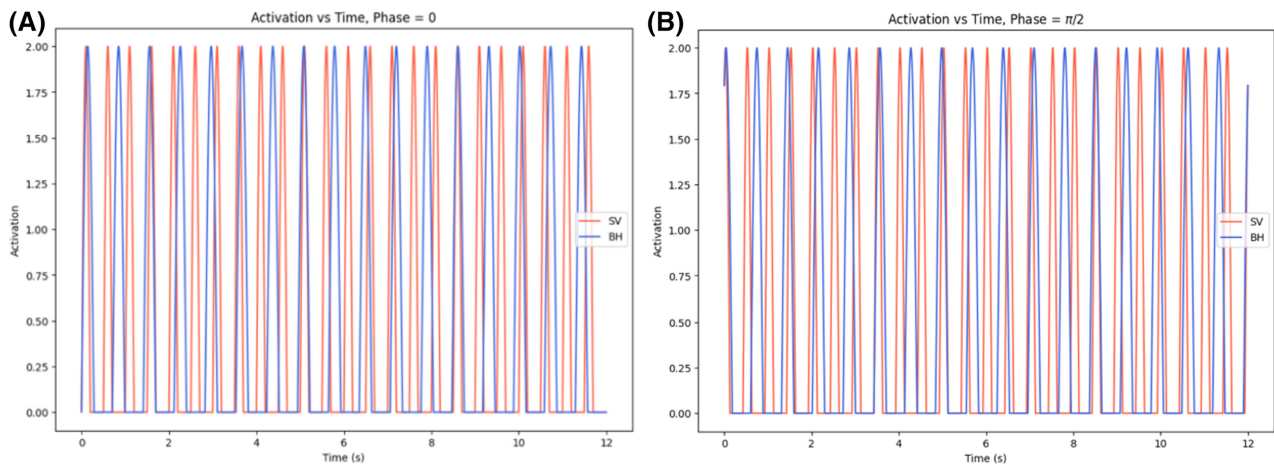 (A)
Activation vs Time, Phase = 0
Activation
2.00
1.75
1.50
1.25
1.00
0.75
0.50
0.25
0.00
SV
BH
0 2 4 6 8 10 12
Time (s)
(B)
Activation vs Time, Phase = π/2
Activation
2.00
1.75
1.50
1.25
1.00
0.75
0.50
0.25
0.00
SV
BH
0 2 4 6 8 10 12
Time (s)